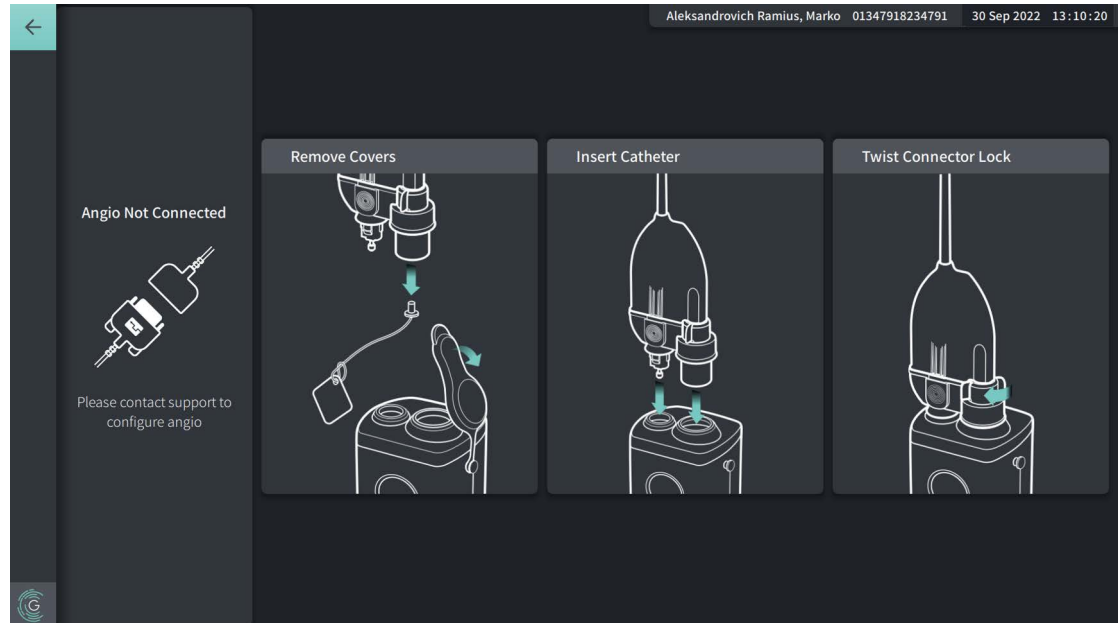 Aleksandrovich Ramius, Marko 01347918234791 30 Sep 2022 13:10:20
Angio Not Connected
Please contact support to
configure angio
Remove Covers
Insert Catheter
Twist Connector Lock
G